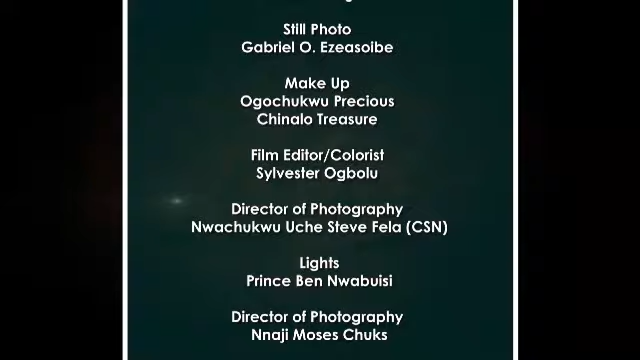 Still Photo
Gabriel O. Ezeasoibe
Make Up
Ogochukwu Precious
Chinalo Treasure
Film Editor/Colorist
Sylvester Ogbolu
Director of Photography
Nwachukwu Uche Steve Fela (CSN)
Lights
Prince Ben Nwabuisi
Director of Photography
Nnaji Moses Chuks